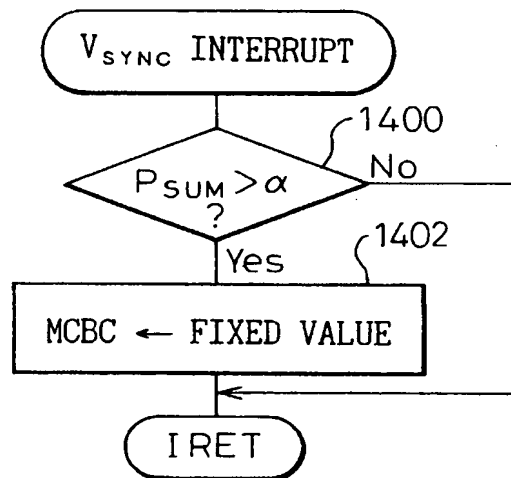 VSYNC INTERRUPT
1400
PSUM > α
?
No
Yes
1402
MCBC ← FIXED VALUE
IRET